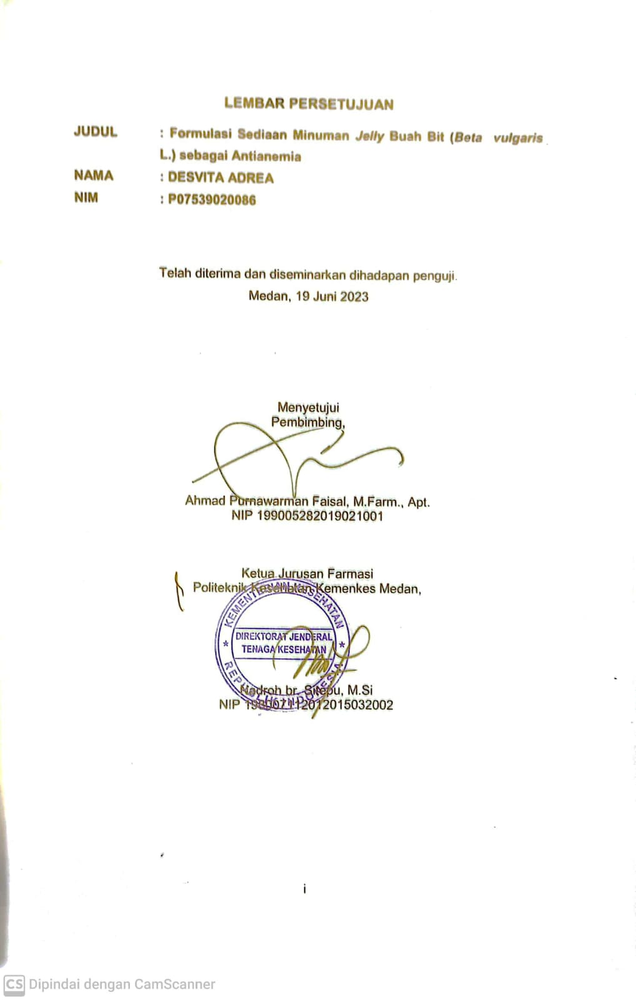 LEMBAR PERSETUJUAN
JUDUL : Formulasi Sediaan Minuman Jelly Buah Bit (Beta vulgaris
L.) sebagai Antianemia
NAMA : DESVITA ADREA
NIM : P07539020086
Telah diterima dan diseminarkan dihadapan penguji.
Medan, 19 Juni 2023
Menyetujui
Pembimbing,
Ahmad Purnawarman Faisal, M.Farm., Apt.
NIP 199005282019021001
Ketua Jurusan Farmasi
Politeknik Kesehatan Kemenkes Medan,
KEMENTERIAN KESEHATAN
* DIREKTORAT JENDERAL *
TENAGA KESEHATAN
REPUBLIK INDONESIA
Nadroh br. Sitepu, M.Si
NIP
i
CS Dipindai dengan CamScanner